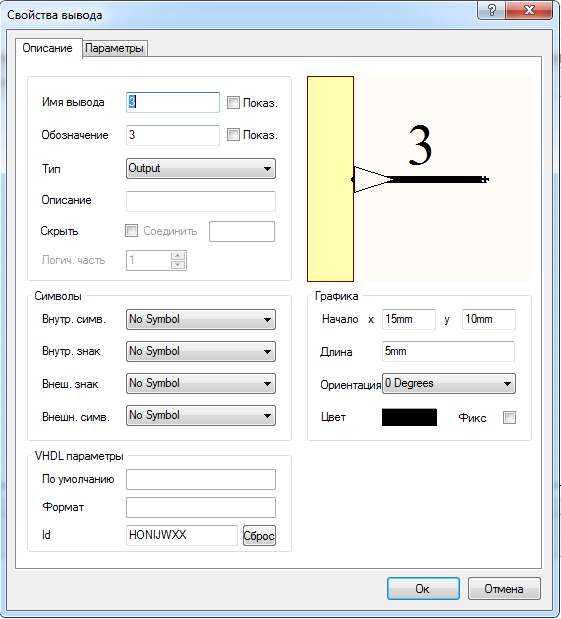 Свойства вывода
Описание Параметры
Имя вывода 3 Показ.
Обозначение 3 Показ.
Тип Output
Описание
Скрыть Соединить
Логич. часть 1
3
Символы
Внутр. симв. No Symbol
Внутр. знак No Symbol
Внеш. знак No Symbol
Внешн. симв. No Symbol
Графика
Начало x 15mm y 10mm
Длина 5mm
Ориентация 0 Degrees
Цвет Фикс
VHDL параметры
По умолчанию
Формат
Id HONIJWXX Сброс
Ок Отмена